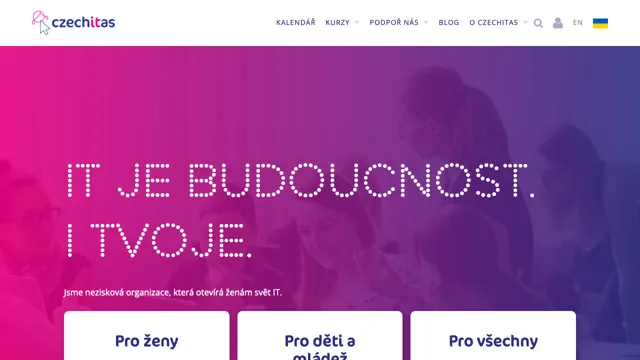 czechitas
KALENDÁŘ KURZY PODPOŘ NÁS BLOG O CZECHITAS EN
IT JE BUDOUCNOST.
I TVOJE.
Jsme nezisková organizace, která otevírá ženám svět IT.
Pro ženy
Pro děti a
mládež
Pro všechny